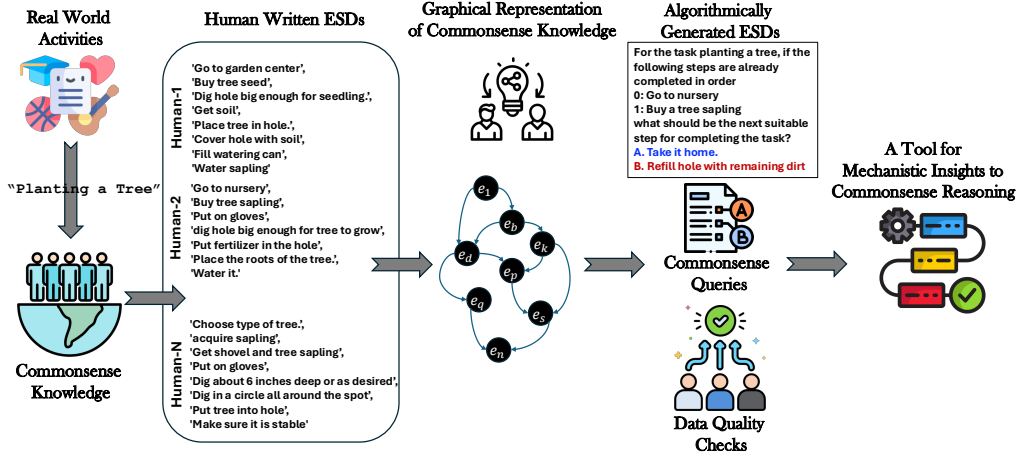 Real World
Activities
“Planting a Tree”
Commonsense
Knowledge
Human Written ESDs
Human-1
'Go to garden center’,
'Buy tree seed’,
'Dig hole big enough for seedling.’,
'Get soil’,
'Place tree in hole.’,
'Cover hole with soil’,
'Fill watering can’,
'Water sapling'
Human-2
'Go to nursery’,
'Buy tree sapling’,
'Put on gloves’,
'dig hole big enough for tree to grow’,
'Put fertilizer in the hole’,
'Place the roots of the tree.’,
'Water it.'
Human-N
'Choose type of tree.’,
'acquire sapling’,
'Get shovel and tree sapling’,
'Put on gloves’,
'Dig about 6 inches deep or as desired’,
'Dig in a circle all around the spot’,
'Put tree into hole’,
'Make sure it is stable'
Graphical Representation
of Commonsense Knowledge
e1
eb
ek
ed
ep
eq
es
en
Algorithmically
Generated ESDs
For the task planting a tree, if the
following steps are already
completed in order
0: Go to nursery
1: Buy a tree sapling
what should be the next suitable
step for completing the task?
A. Take it home.
B. Refill hole with remaining dirt
A
B
Commonsense
Queries
Data Quality
Checks
A Tool for
Mechanistic Insights to
Commonsense Reasoning